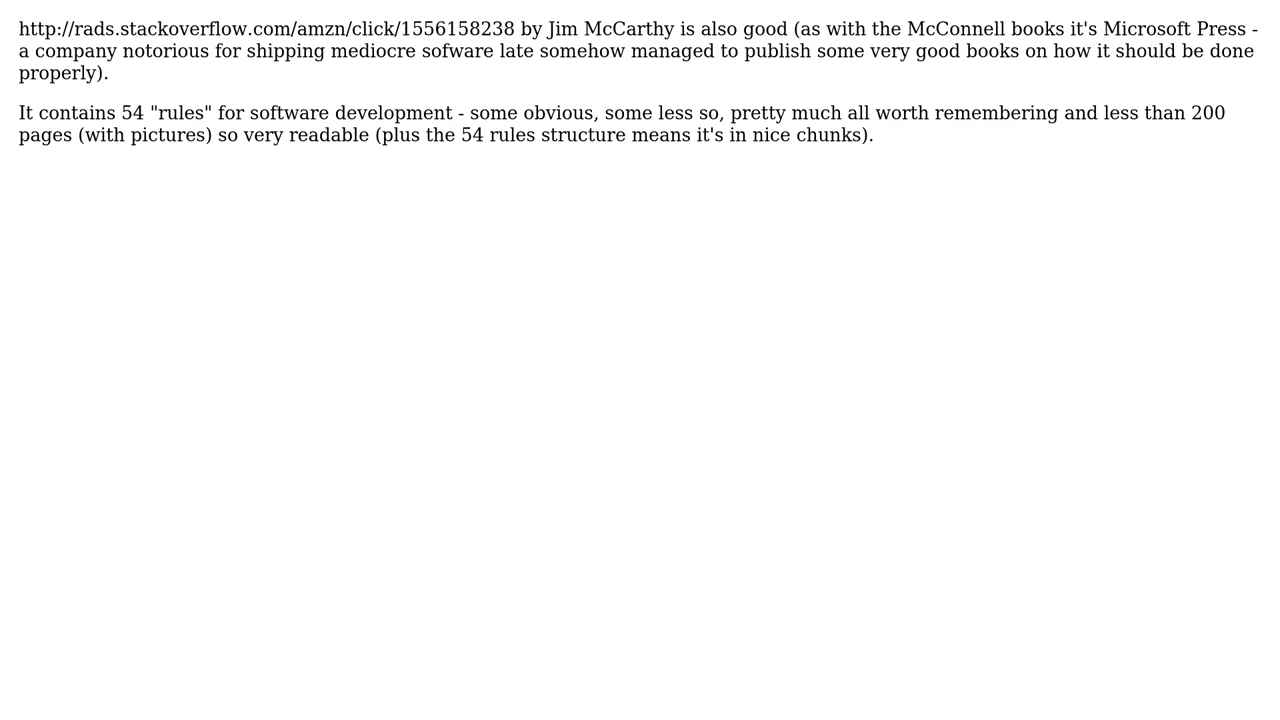 http://rads.stackoverflow.com/amzn/click/1556158238 by Jim McCarthy is also good (as with the McConnell books it's Microsoft Press -
a company notorious for shipping mediocre sofware late somehow managed to publish some very good books on how it should be done
properly).
It contains 54 "rules" for software development - some obvious, some less so, pretty much all worth remembering and less than 200
pages (with pictures) so very readable (plus the 54 rules structure means it's in nice chunks).